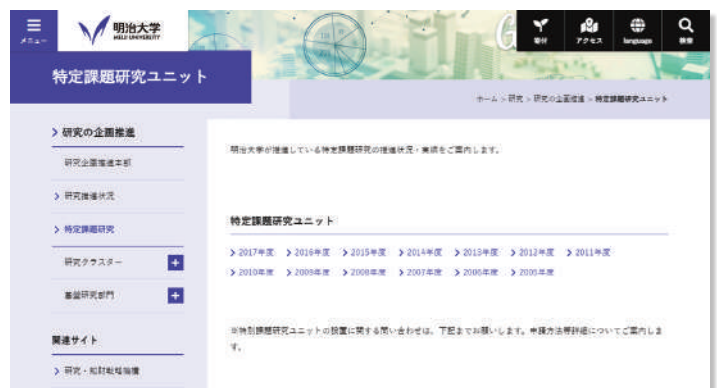 メニュー
明治大学
MEIJI UNIVERSITY
寄付
アクセス
language
検索
特定課題研究ユニット
ホーム > 研究 > 研究の企画推進 > 特定課題研究ユニット
研究の企画推進
研究企画推進本部
研究推進状況
特定課題研究
研究クラスター
基盤研究部門
関連サイト
研究・知財戦略機構
明治大学が推進している特定課題研究の推進状況・実績をご案内します。
特定課題研究ユニット
2017年度 2016年度 2015年度 2014年度 2013年度 2012年度 2011年度
2010年度 2009年度 2008年度 2007年度 2006年度 2005年度
※特別課題研究ユニットの設置に関する問い合わせは、下記までお願いします。申請方法等詳細についてご案内しま
す。